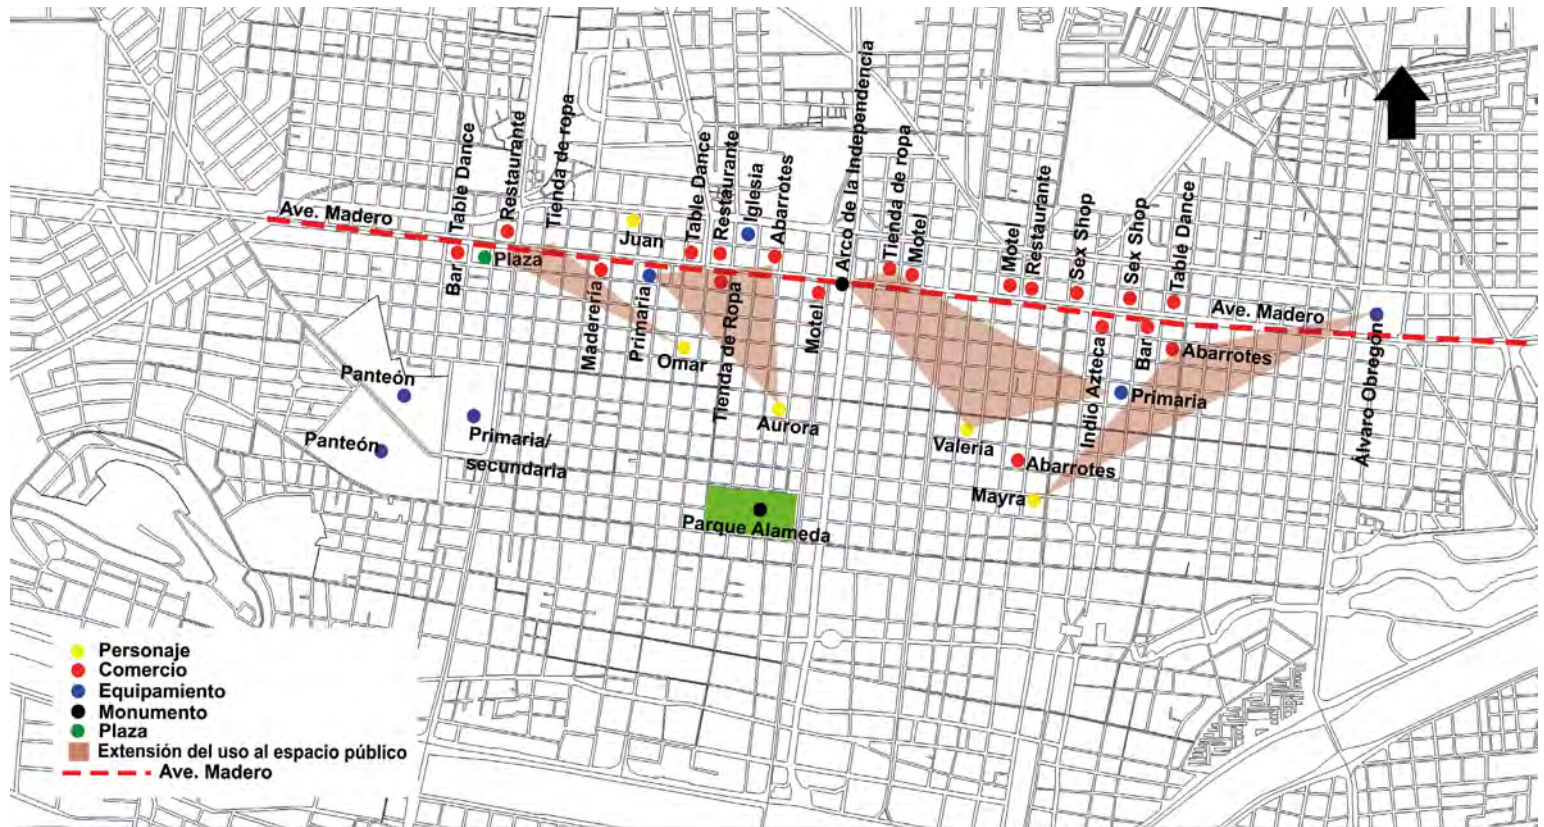 Ave. Madero
Table Dance
Restaurante
Tienda de ropa
Juan
Table Dance
Restaurante
Iglesia
Abarrotes
Arco de la Independencia
Tienda de ropa
Motel
Motel
Restaurante
Sex Shop
Sex Shop
Table Dance
Ave. Madero
Bar
Plaza
Maderería
Primaria
Omar
Tienda de Ropa
Aurora
Motel
Valeria
Abarrotes
Mayra
Indio Azteca
Bar
Abarrotes
Primaria
Álvaro Obregón
Panteón
Panteón
Primaria/
secundaria
Parque Alameda
Personaje
Comercio
Equipamiento
Monumento
Plaza
Extensión del uso al espacio público
Ave. Madero